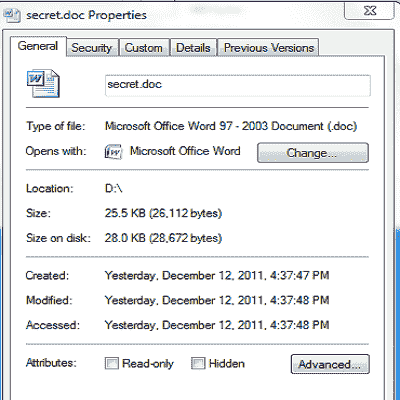 secret.doc Properties
General Security Custom Details Previous Versions
secret.doc
Type of file: Microsoft Office Word 97 - 2003 Document (.doc)
Opens with: Microsoft Office Word Change...
Location: D:\
Size: 25.5 KB (26,112 bytes)
Size on disk: 28.0 KB (28,672 bytes)
Created: Yesterday, December 12, 2011, 4:37:47 PM
Modified: Yesterday, December 12, 2011, 4:37:48 PM
Accessed: Yesterday, December 12, 2011, 4:37:48 PM
Attributes: Read-only Hidden Advanced...